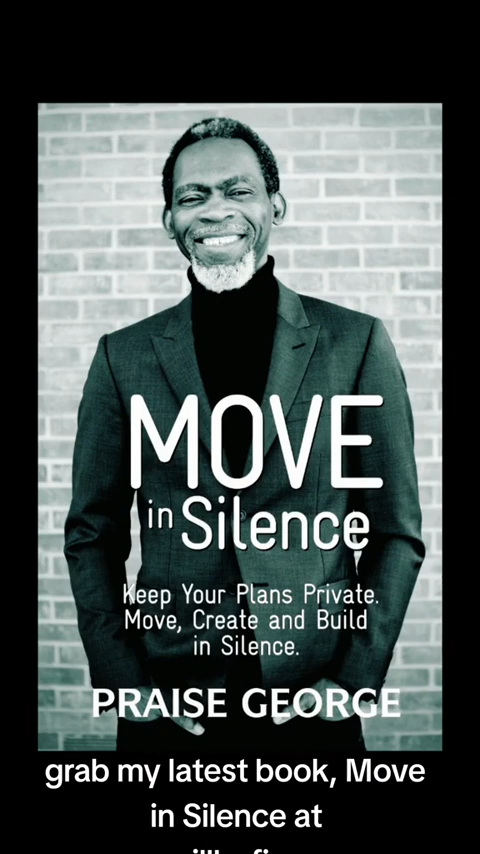 MOVE
in Silence
Keep Your Plans Private.
Move, Create and Build
in Silence.
PRAISE GEORGE
grab my latest book, Move
in Silence at